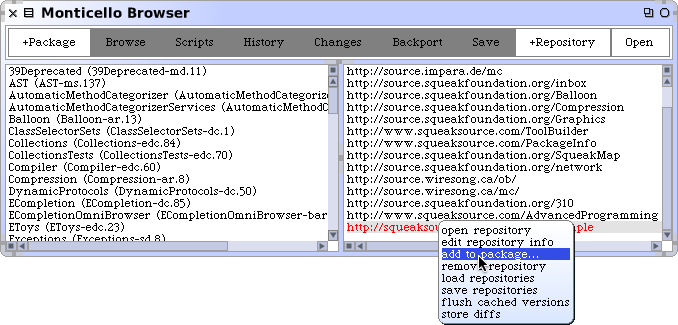 Monticello Browser
+Package Browse Scripts History Changes Backport Save +Repository Open
39Deprecated (39Deprecated-md.11)
AST (AST-ms.137)
AutomaticMethodCategorizer (AutomaticMethodCategoriz
AutomaticMethodCategorizerServices (AutomaticMethodC
Balloon (Balloon-ar.13)
ClassSelectorSets (ClassSelectorSets-dc.1)
Collections (Collections-edc.84)
CollectionsTests (CollectionsTests-edc.70)
Compiler (Compiler-edc.60)
Compression (Compression-ar.8)
DynamicProtocols (DynamicProtocols-dc.50)
ECompletion (ECompletion-dc.85)
ECompletionOmniBrowser (ECompletionOmniBrowser-bar
EToys (EToys-edc.23)
Exceptions (Exceptions-sd.8)
http://source.impara.de/mc
http://source.squeakfoundation.org/inbox
http://source.squeakfoundation.org/Balloon
http://source.squeakfoundation.org/Compression
http://source.squeakfoundation.org/Graphics
http://www.squeaksource.com/ToolBuilder
http://www.squeaksource.com/PackageInfo
http://source.squeakfoundation.org/SqueakMap
http://source.squeakfoundation.org/network
http://source.wiresong.ca/ob/
http://source.wiresong.ca/mc/
http://source.squeakfoundation.org/310
http://www.squeaksource.com/AdvancedProgramming
http://squeakso ple
open repository
edit repository info
add to package...
remove repository
load repositories
save repositories
flush cached versions
store diffs